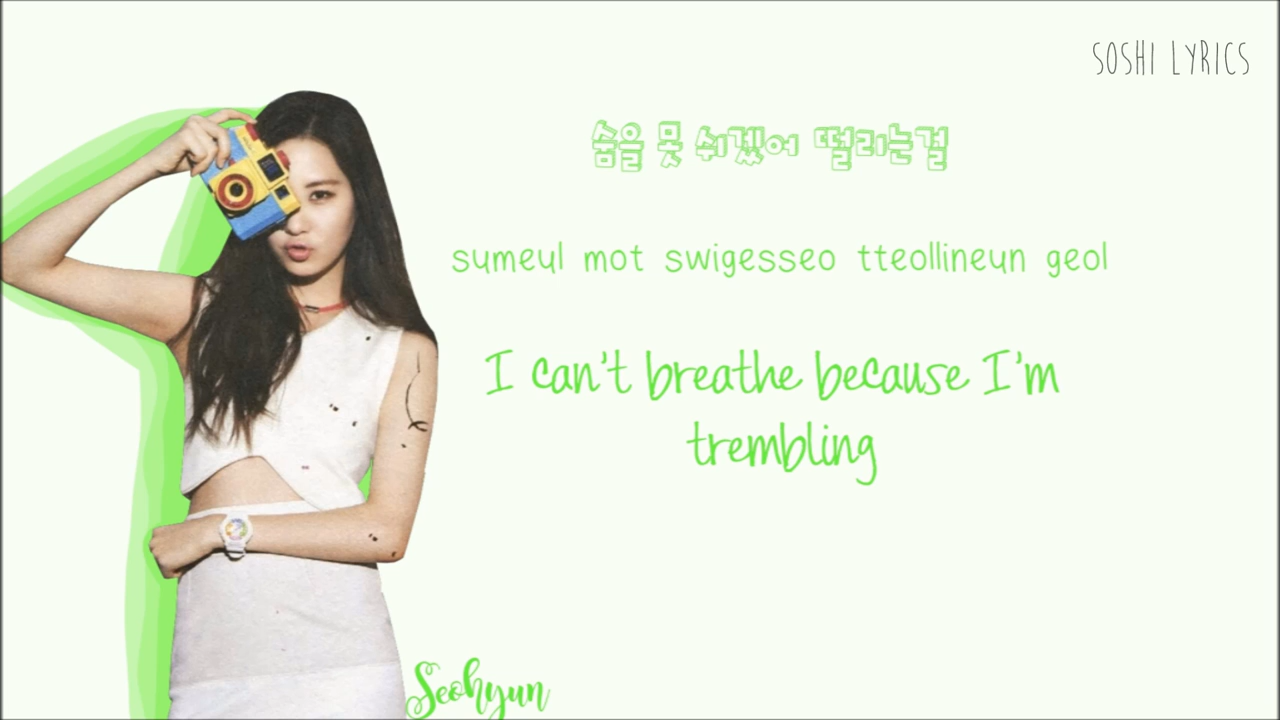 SOSHI LYRICS
숨을 못 쉬겠어 떨리는걸
sumeul mot swigesseo tteollineun geol
I can't breathe because I'm
trembling
Seohyun